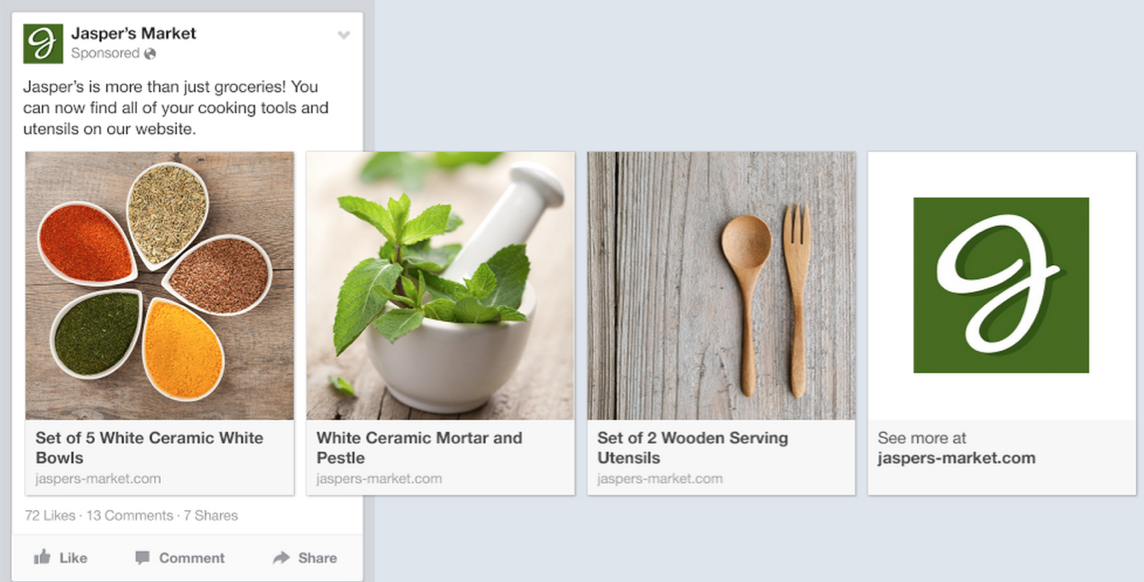 Jasper's Market
Sponsored
Jasper's is more than just groceries! You
can now find all of your cooking tools and
utensils on our website.
Set of 5 White Ceramic White
Bowls
jaspers-market.com
White Ceramic Mortar and
Pestle
jaspers-market.com
Set of 2 Wooden Serving
Utensils
jaspers-market.com
See more at
jaspers-market.com
72 Likes · 13 Comments · 7 Shares
Like Comment Share